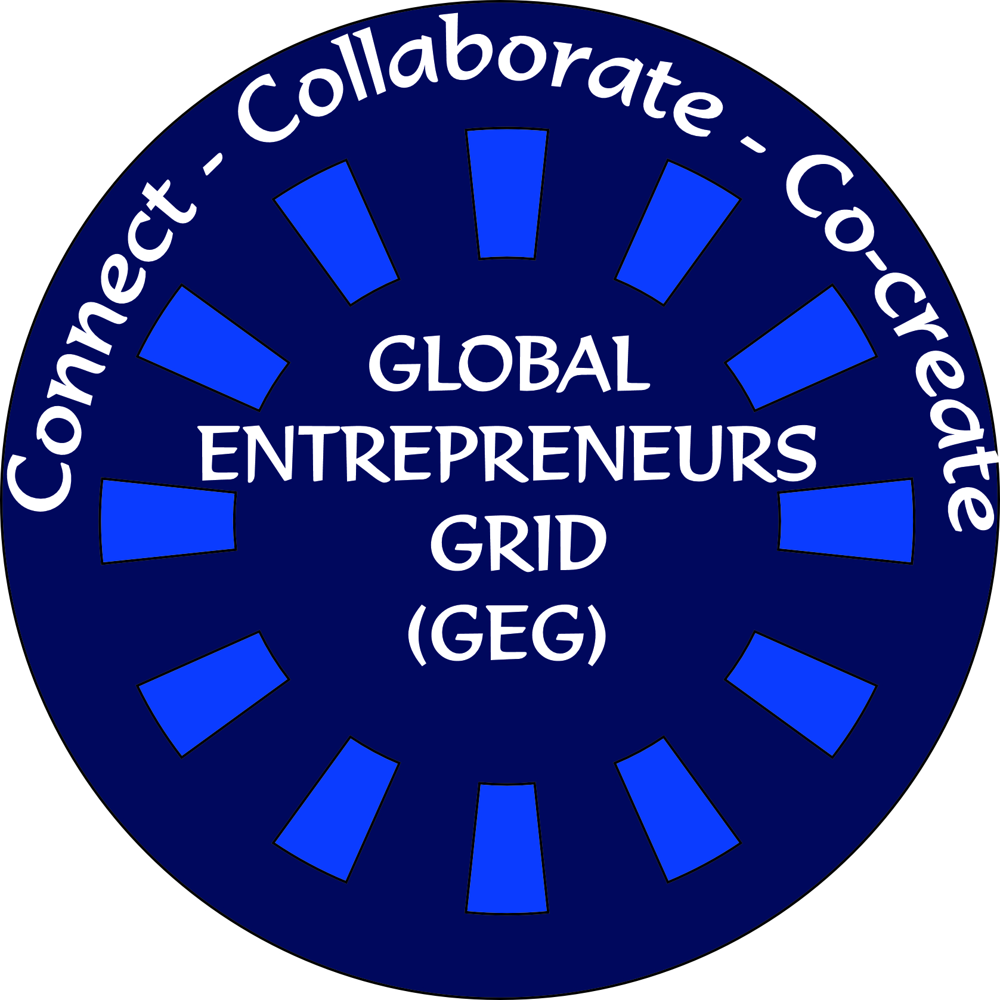 Connect - Collaborate - Co-create
GLOBAL
ENTREPRENEURS
GRID
(GEG)